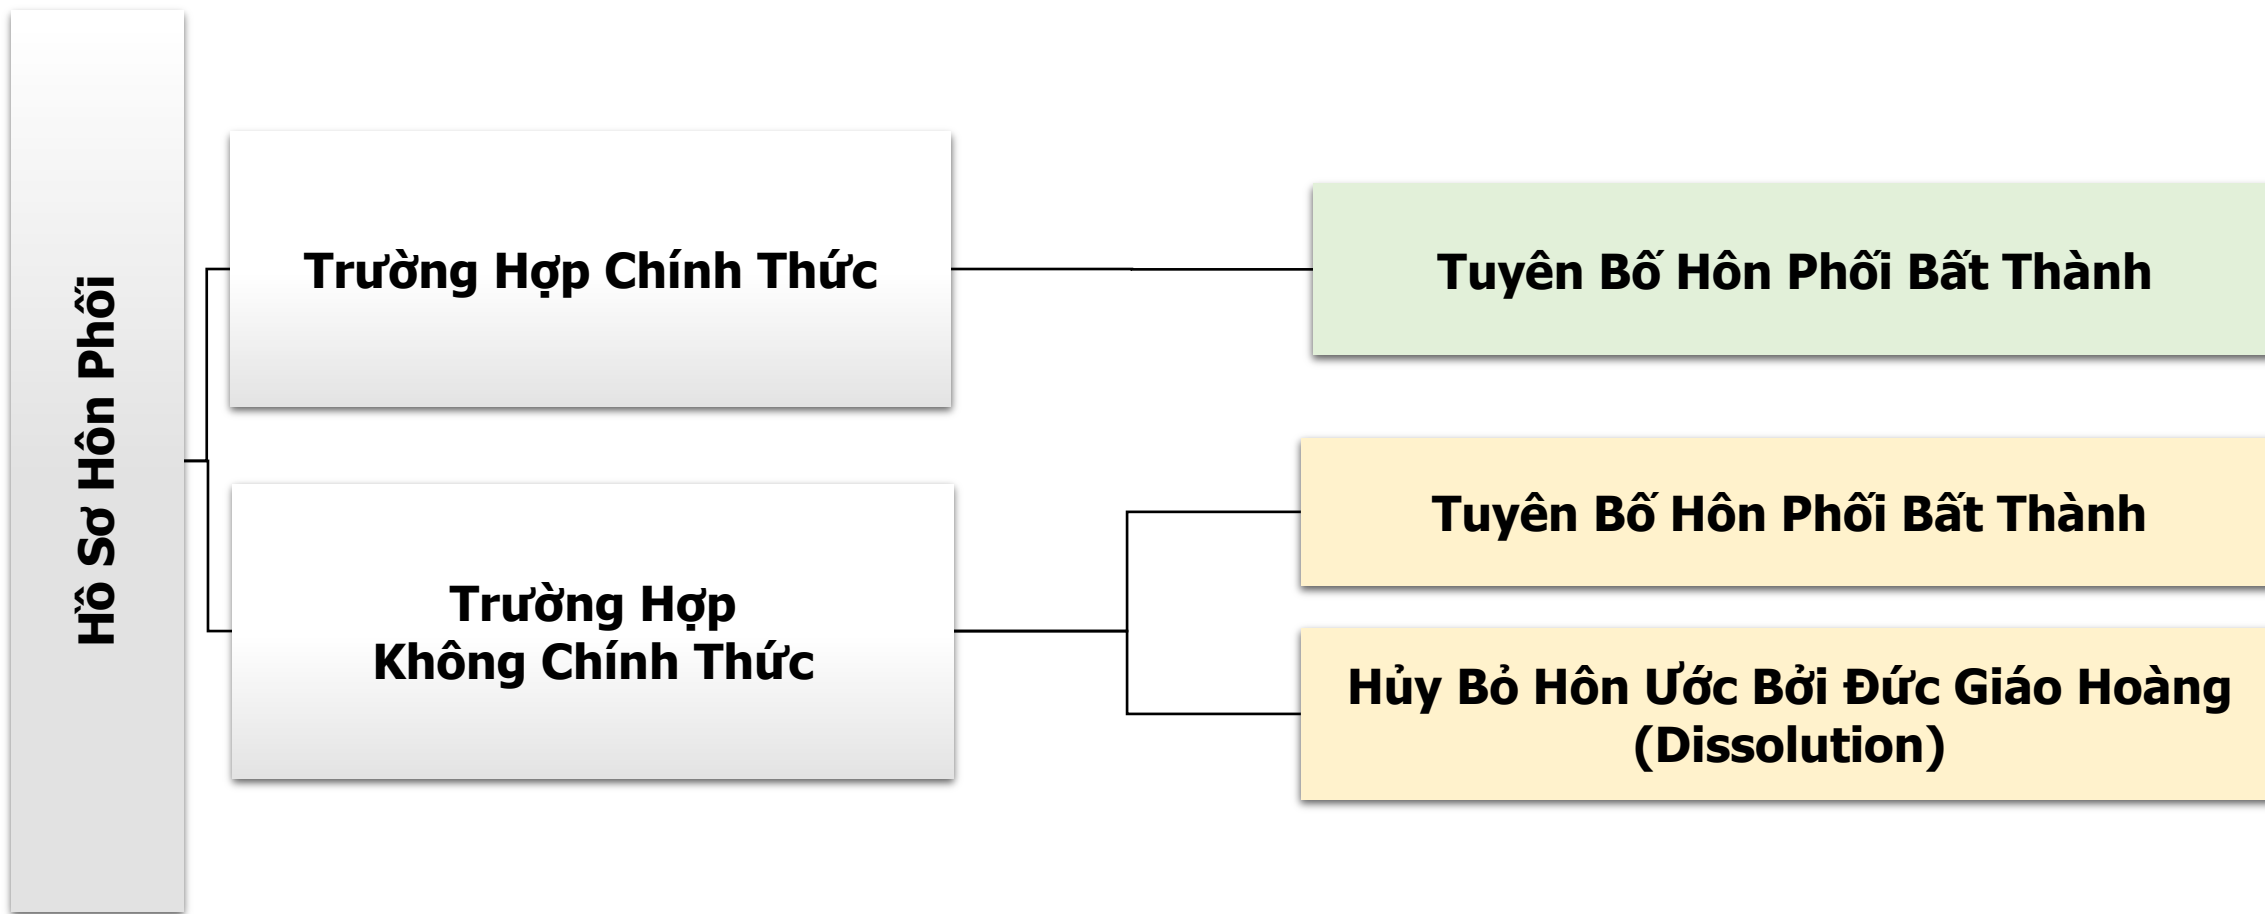 Hồ Sơ Hôn Phối
Trường Hợp Chính Thức
Tuyên Bố Hôn Phối Bất Thành
Trường Hợp
Không Chính Thức
Tuyên Bố Hôn Phối Bất Thành
Hủy Bỏ Hôn Ước Bởi Đức Giáo Hoàng
(Dissolution)